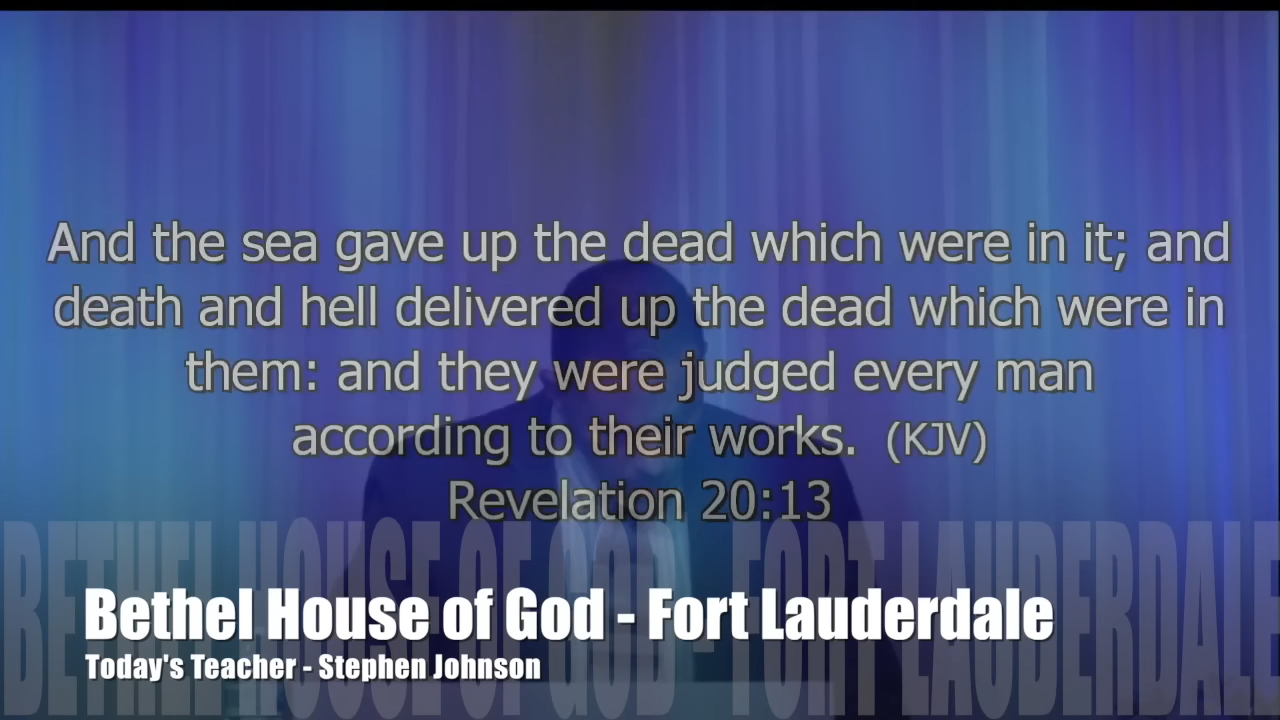 And the sea gave up the dead which were in it; and
death and hell delivered up the dead which were in
them: and they were judged every man
according to their works. (KJV)
Revelation 20:13
BETHEL HOUSE OF GOD - FORT LAUDERDALE
Bethel House of God - Fort Lauderdale
Today's Teacher - Stephen Johnson